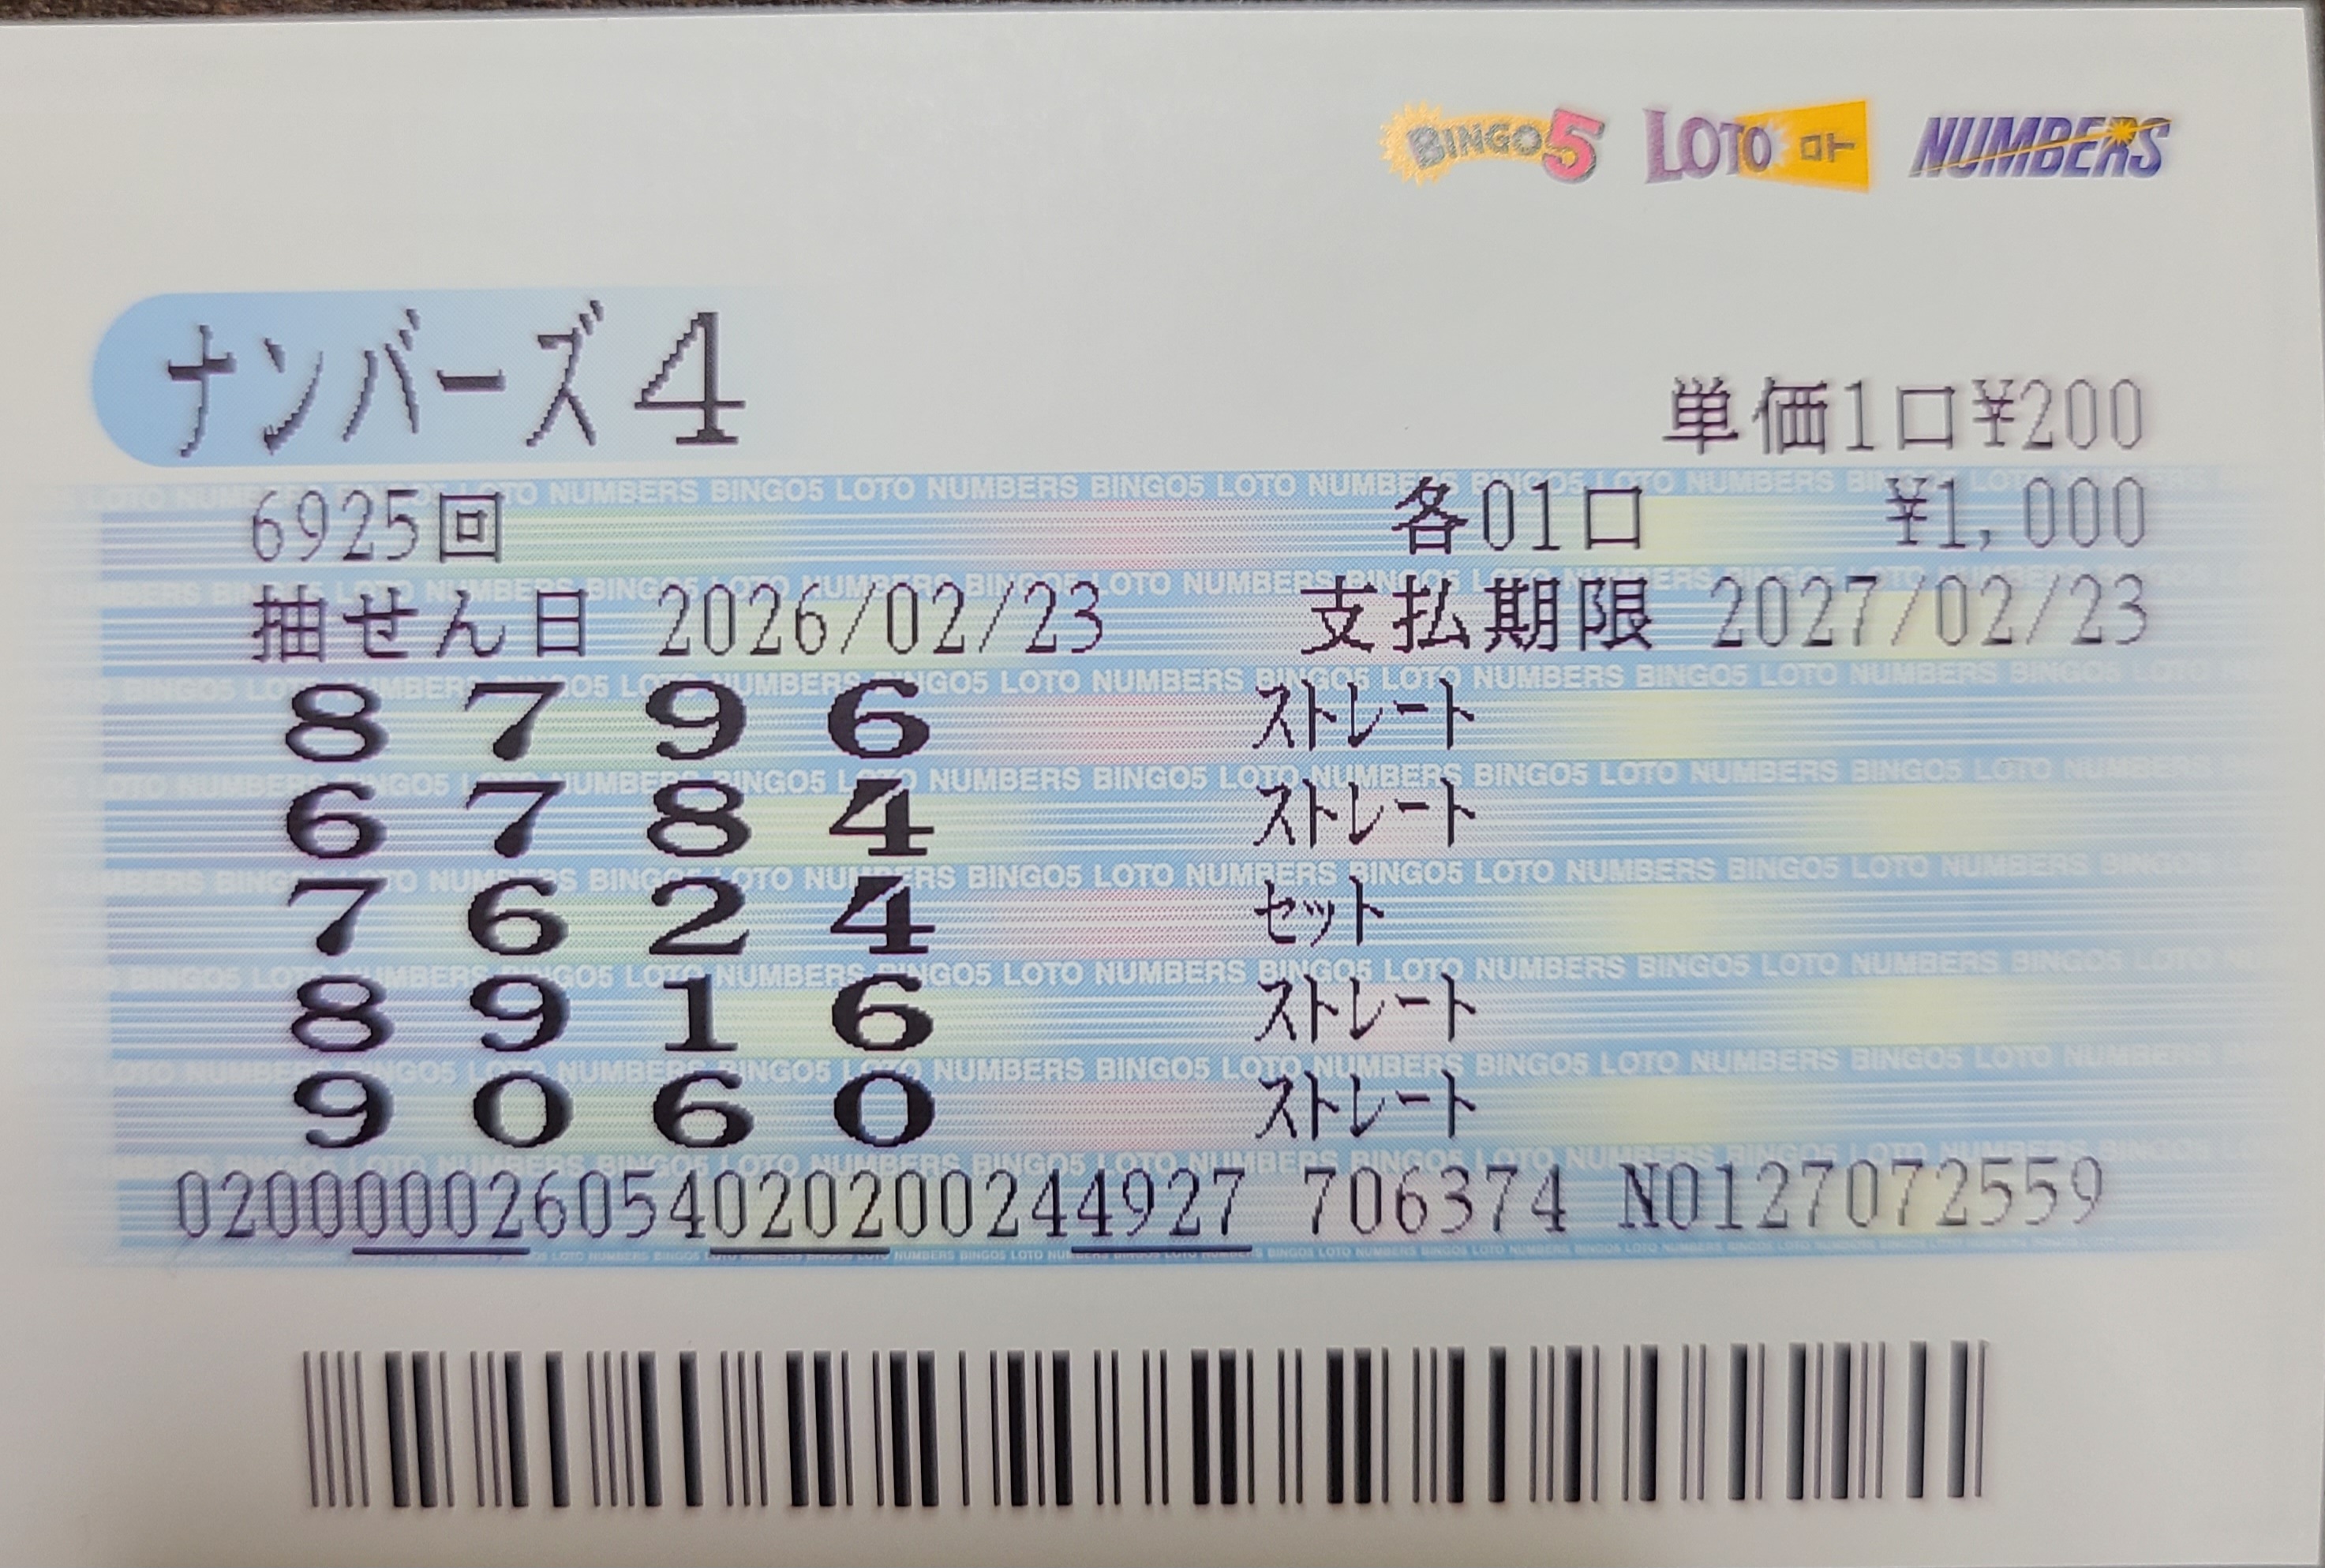 BINGO5 LOTO ロト NUMBERS
ナンバーズ4
単価1口¥200
6925回 各01口 ¥1,000
抽せん日 2026/02/23 支払期限 2027/02/23
8 7 9 6 ストレート
6 7 8 4 ストレート
7 6 2 4 セット
8 9 1 6 ストレート
9 0 6 0 ストレート
020000026054020200244927 706374 N0127072559